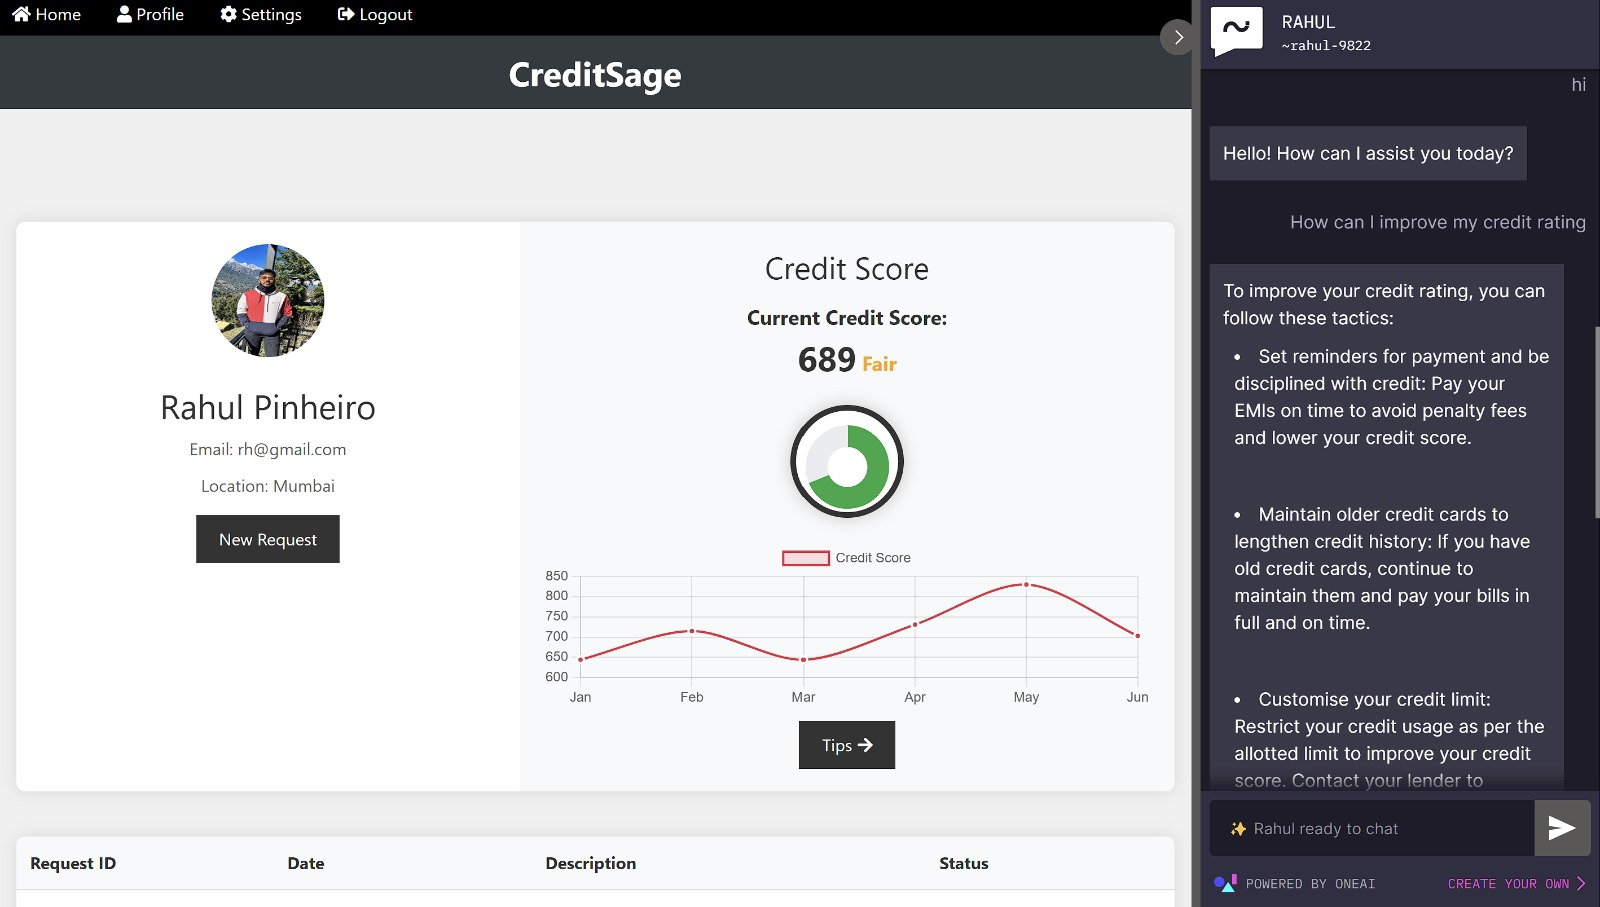 Home Profile Settings Logout
CreditSage
Rahul Pinheiro
Email: rh@gmail.com
Location: Mumbai
New Request
Credit Score
Current Credit Score:
689 Fair
Credit Score
850
800
750
700
650
600
Jan Feb Mar Apr May Jun
Tips
Request ID Date Description Status
RAHUL
~rahul-9822
hi
Hello! How can I assist you today?
How can I improve my credit rating
To improve your credit rating, you can
follow these tactics:
• Set reminders for payment and be
disciplined with credit: Pay your
EMIs on time to avoid penalty fees
and lower your credit score.
• Maintain older credit cards to
lengthen credit history: If you have
old credit cards, continue to
maintain them and pay your bills in
full and on time.
• Customise your credit limit:
Restrict your credit usage as per the
allotted limit to improve your credit
score. Contact your lender to
✨ Rahul ready to chat
POWERED BY ONEAI
CREATE YOUR OWN